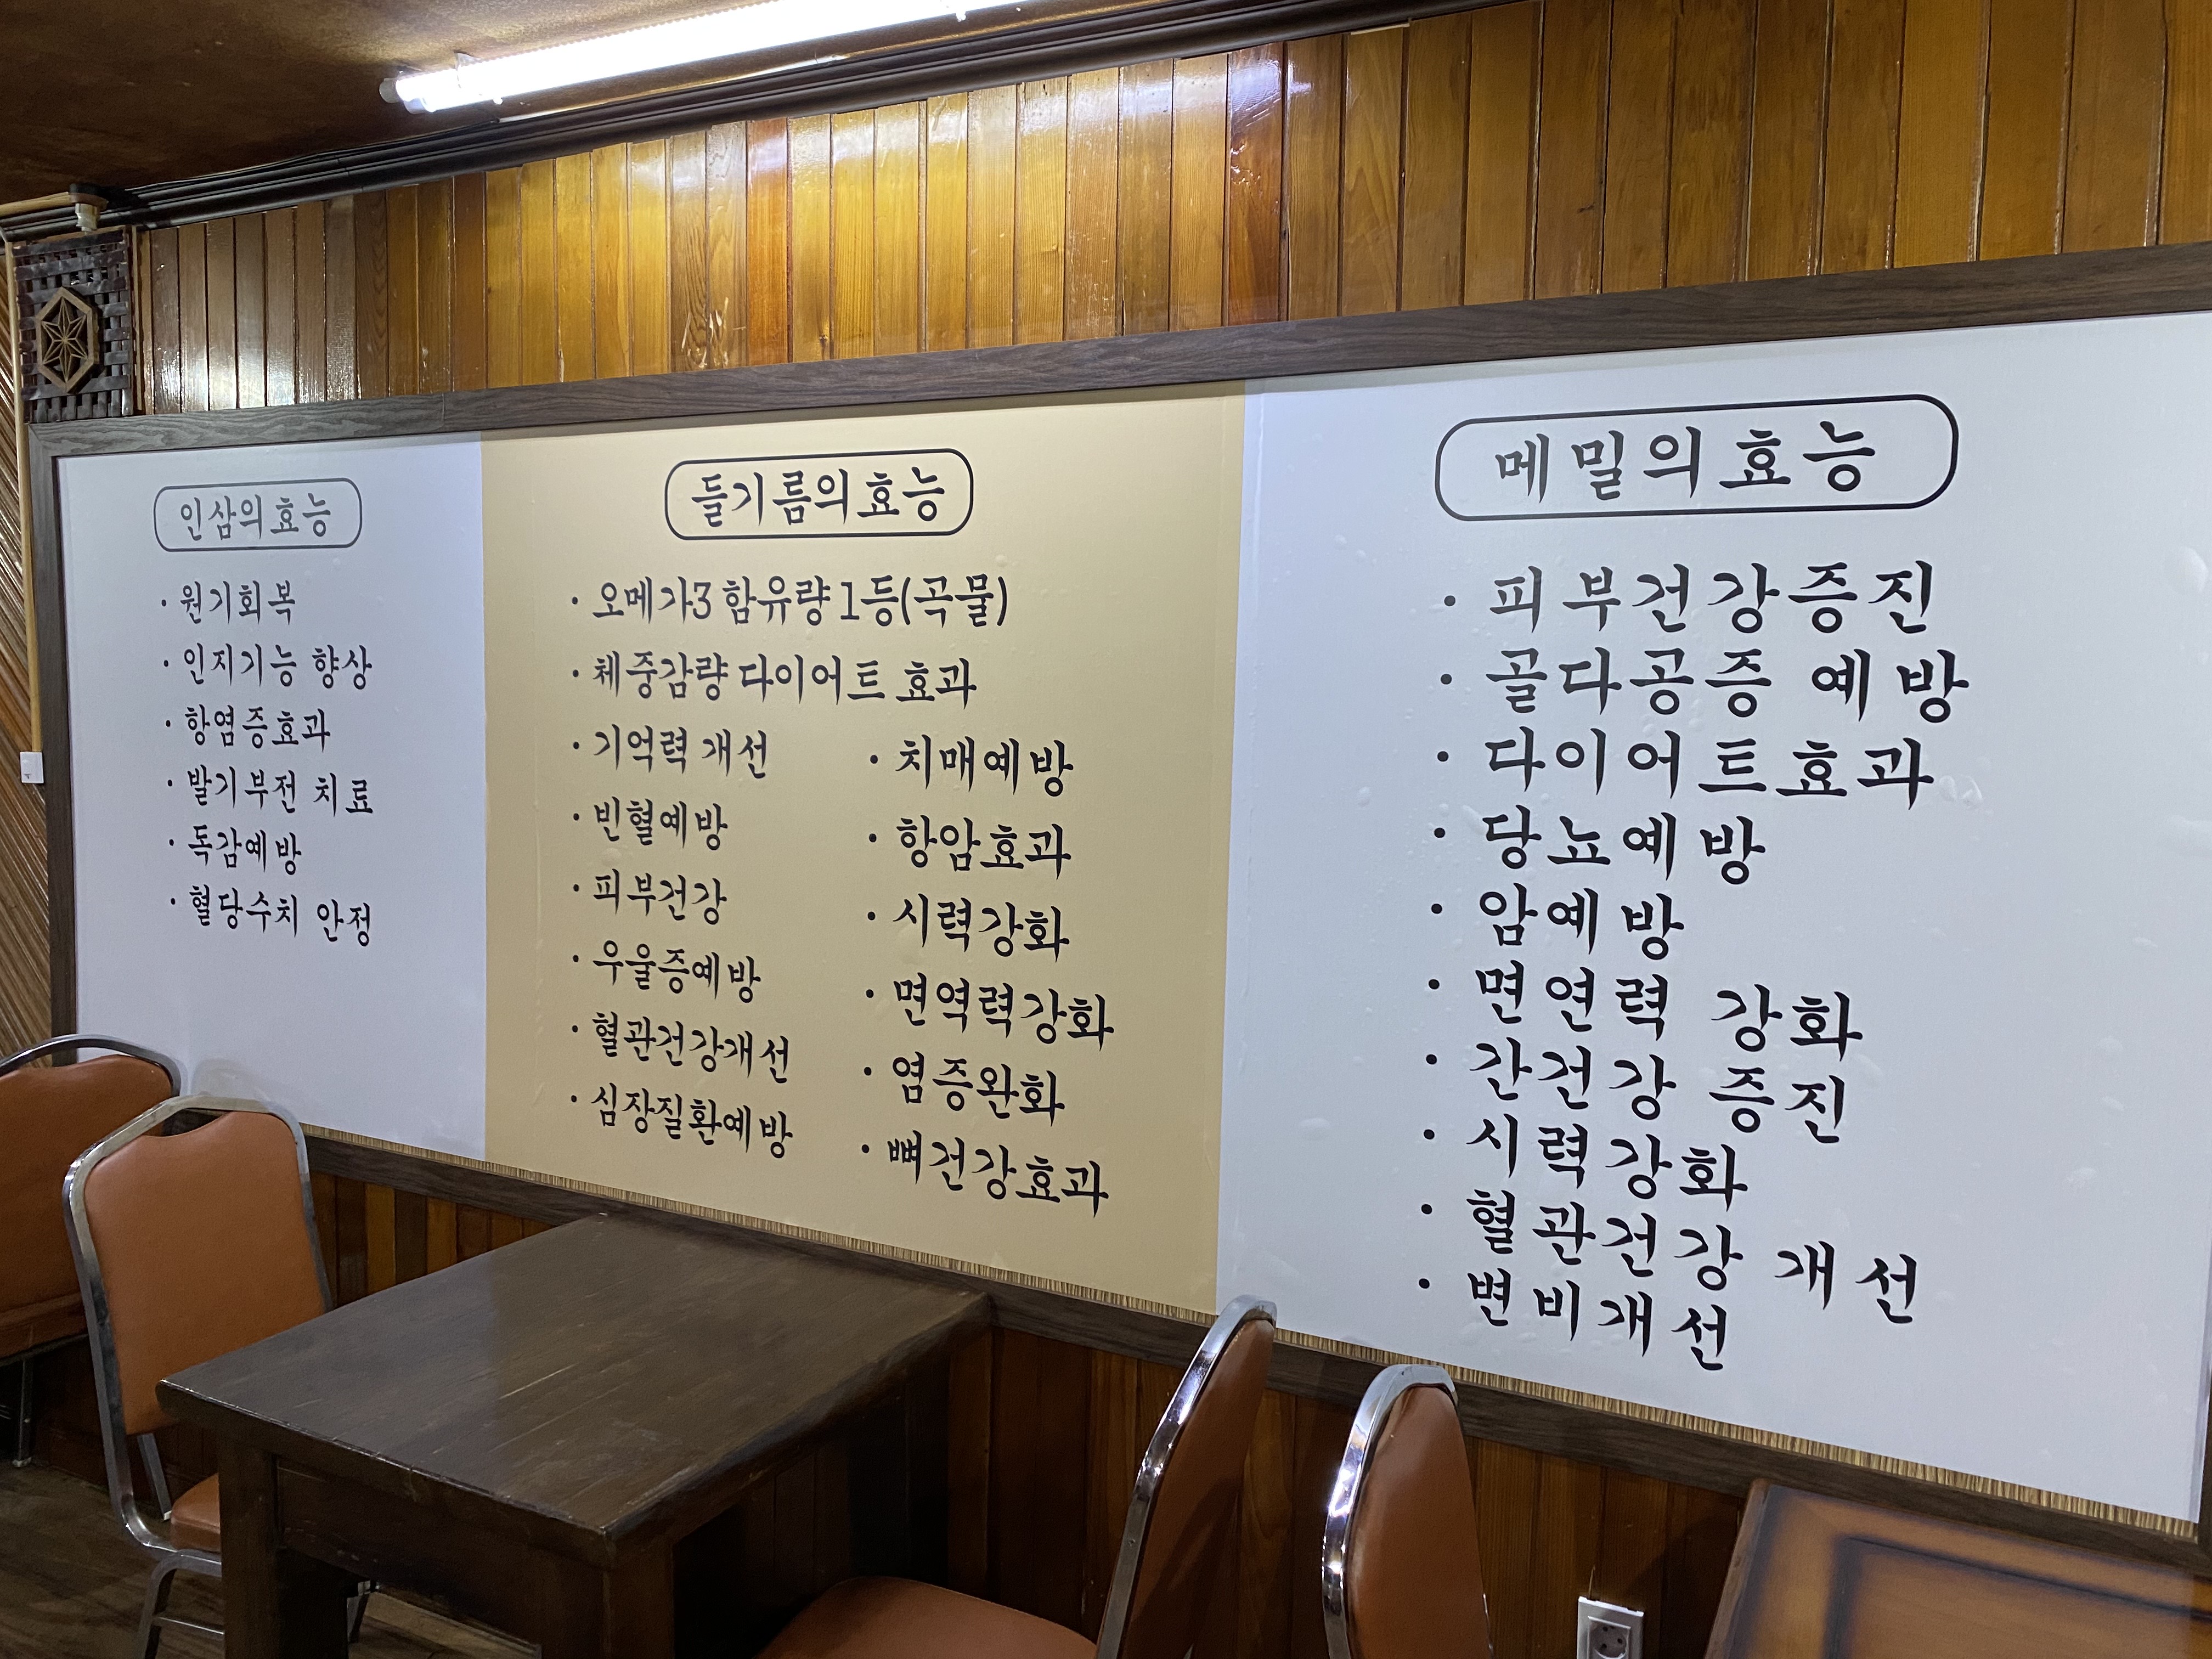 인삼의효능
· 원기회복
· 인지기능 향상
· 항염증효과
· 발기부전 치료
· 독감예방
· 혈당수치 안정
들기름의효능
· 오메가3 함유량 1등(곡물)
· 체중감량 다이어트 효과
· 기억력 개선
· 빈혈예방
· 피부건강
· 우울증예방
· 혈관건강개선
· 심장질환예방
· 치매예방
· 항암효과
· 시력강화
· 면역력강화
· 염증완화
· 뼈건강효과
메밀의효능
· 피부건강증진
· 골다공증 예방
· 다이어트효과
· 당뇨예방
· 암예방
· 면연력 강화
· 간건강 증진
· 시력강화
· 혈관건강 개선
· 변비개선